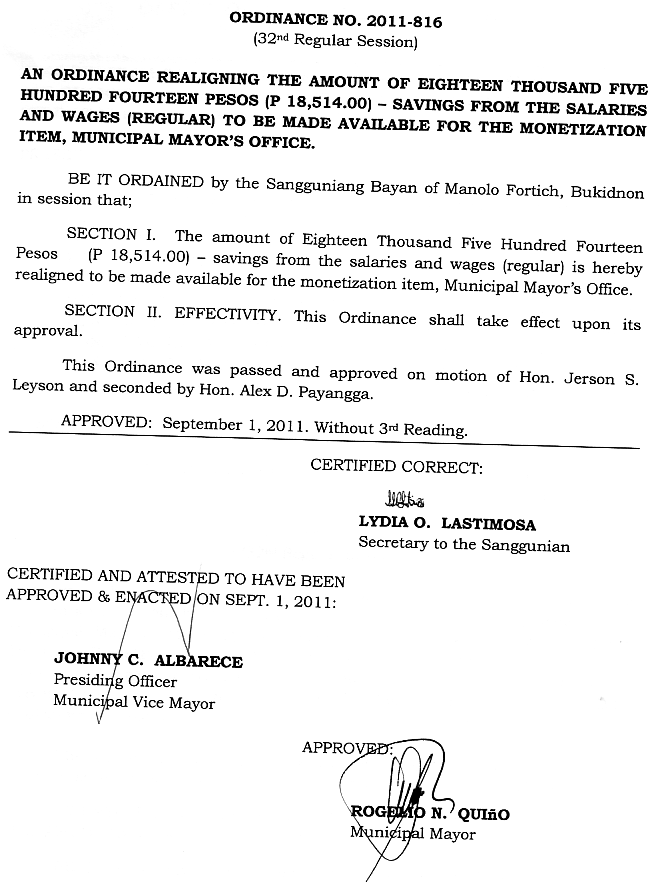 ORDINANCE NO. 2011-816
(32nd Regular Session)
AN ORDINANCE REALIGNING THE AMOUNT OF EIGHTEEN THOUSAND FIVE
HUNDRED FOURTEEN PESOS (P 18,514.00) – SAVINGS FROM THE SALARIES
AND WAGES (REGULAR) TO BE MADE AVAILABLE FOR THE MONETIZATION
ITEM, MUNICIPAL MAYOR'S OFFICE.
BE IT ORDAINED by the Sangguniang Bayan of Manolo Fortich, Bukidnon
in session that;
SECTION I. The amount of Eighteen Thousand Five Hundred Fourteen
Pesos (P 18,514.00) – savings from the salaries and wages (regular) is hereby
realigned to be made available for the monetization item, Municipal Mayor's Office.
SECTION II. EFFECTIVITY. This Ordinance shall take effect upon its
approval.
This Ordinance was passed and approved on motion of Hon. Jerson S.
Leyson and seconded by Hon. Alex D. Payangga.
APPROVED: September 1, 2011. Without 3rd Reading.
CERTIFIED CORRECT:
LYDIA O. LASTIMOSA
Secretary to the Sanggunian
CERTIFIED AND ATTESTED TO HAVE BEEN
APPROVED & ENACTED ON SEPT. 1, 2011:
JOHNNY C. ALBARECE
Presiding Officer
Municipal Vice Mayor
APPROVED:
ROGELIO N. QUIñO
Municipal Mayor